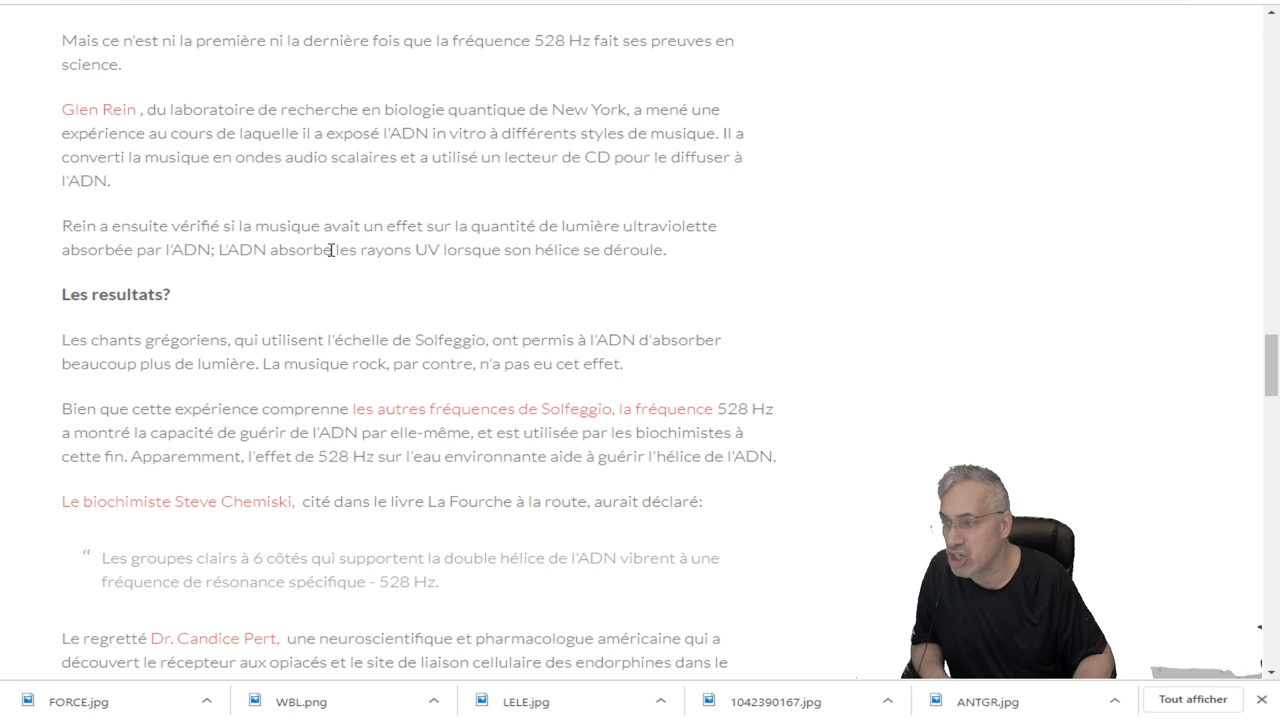 Mais ce n'est ni la première ni la dernière fois que la fréquence 528 Hz fait ses preuves en
science.
Glen Rein , du laboratoire de recherche en biologie quantique de New York, a mené une
expérience au cours de laquelle il a exposé l'ADN in vitro à différents styles de musique. Il a
converti la musique en ondes audio scalaires et a utilisé un lecteur de CD pour le diffuser à
l'ADN.
Rein a ensuite vérifié si la musique avait un effet sur la quantité de lumière ultraviolette
absorbée par l'ADN; L'ADN absorbe les rayons UV lorsque son hélice se déroule.
Les resultats?
Les chants grégoriens, qui utilisent l'échelle de Solfeggio, ont permis à l'ADN d'absorber
beaucoup plus de lumière. La musique rock, par contre, n'a pas eu cet effet.
Bien que cette expérience comprenne les autres fréquences de Solfeggio, la fréquence 528 Hz
a montré la capacité de guérir de l'ADN par elle-même, et est utilisée par les biochimistes à
cette fin. Apparemment, l'effet de 528 Hz sur l'eau environnante aide à guérir l'hélice de l'ADN.
Le biochimiste Steve Chemiski, cité dans le livre La Fourche à la route, aurait déclaré:
“ Les groupes clairs à 6 côtés qui supportent la double hélice de l'ADN vibrent à une
fréquence de résonance spécifique - 528 Hz.
Le regretté Dr. Candice Pert, une neuroscientifique et pharmacologue américaine qui a
découvert le récepteur aux opiacés et le site de liaison cellulaire des endorphines dans le
FORCE.jpg
WBL.png
LELE.jpg
1042390167.jpg
ANTGR.jpg
Tout afficher